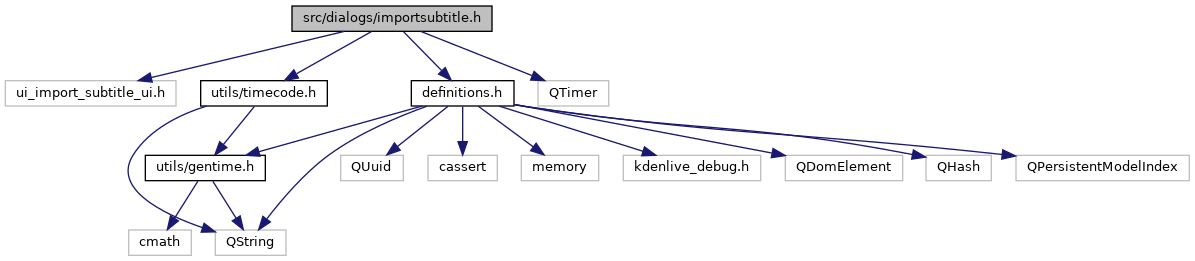 src/dialogs/importsubtitle.h
ui_import_subtitle_ui.h
utils/timecode.h
definitions.h
QTimer
utils/gentime.h
QUuid
cassert
memory
kdenlive_debug.h
QDomElement
QHash
QPersistentModelIndex
cmath
QString